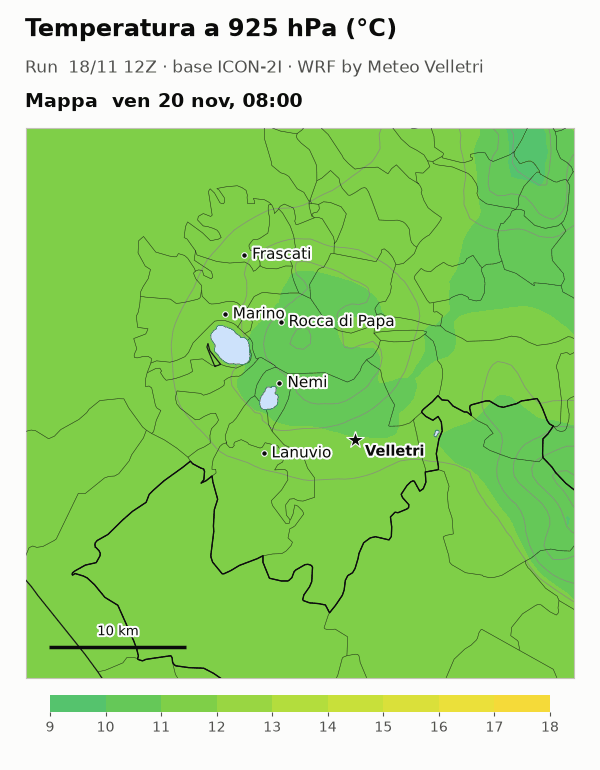 Temperatura a 925 hPa (°C)
Run  18/11 12Z · base ICON-2I · WRF by Meteo Velletri
Mappa  ven 20 nov, 08:00
Frascati
Marino
Rocca di Papa
Nemi
Velletri
Lanuvio
10 km
9 10 11 12 13 14 15 16 17 18